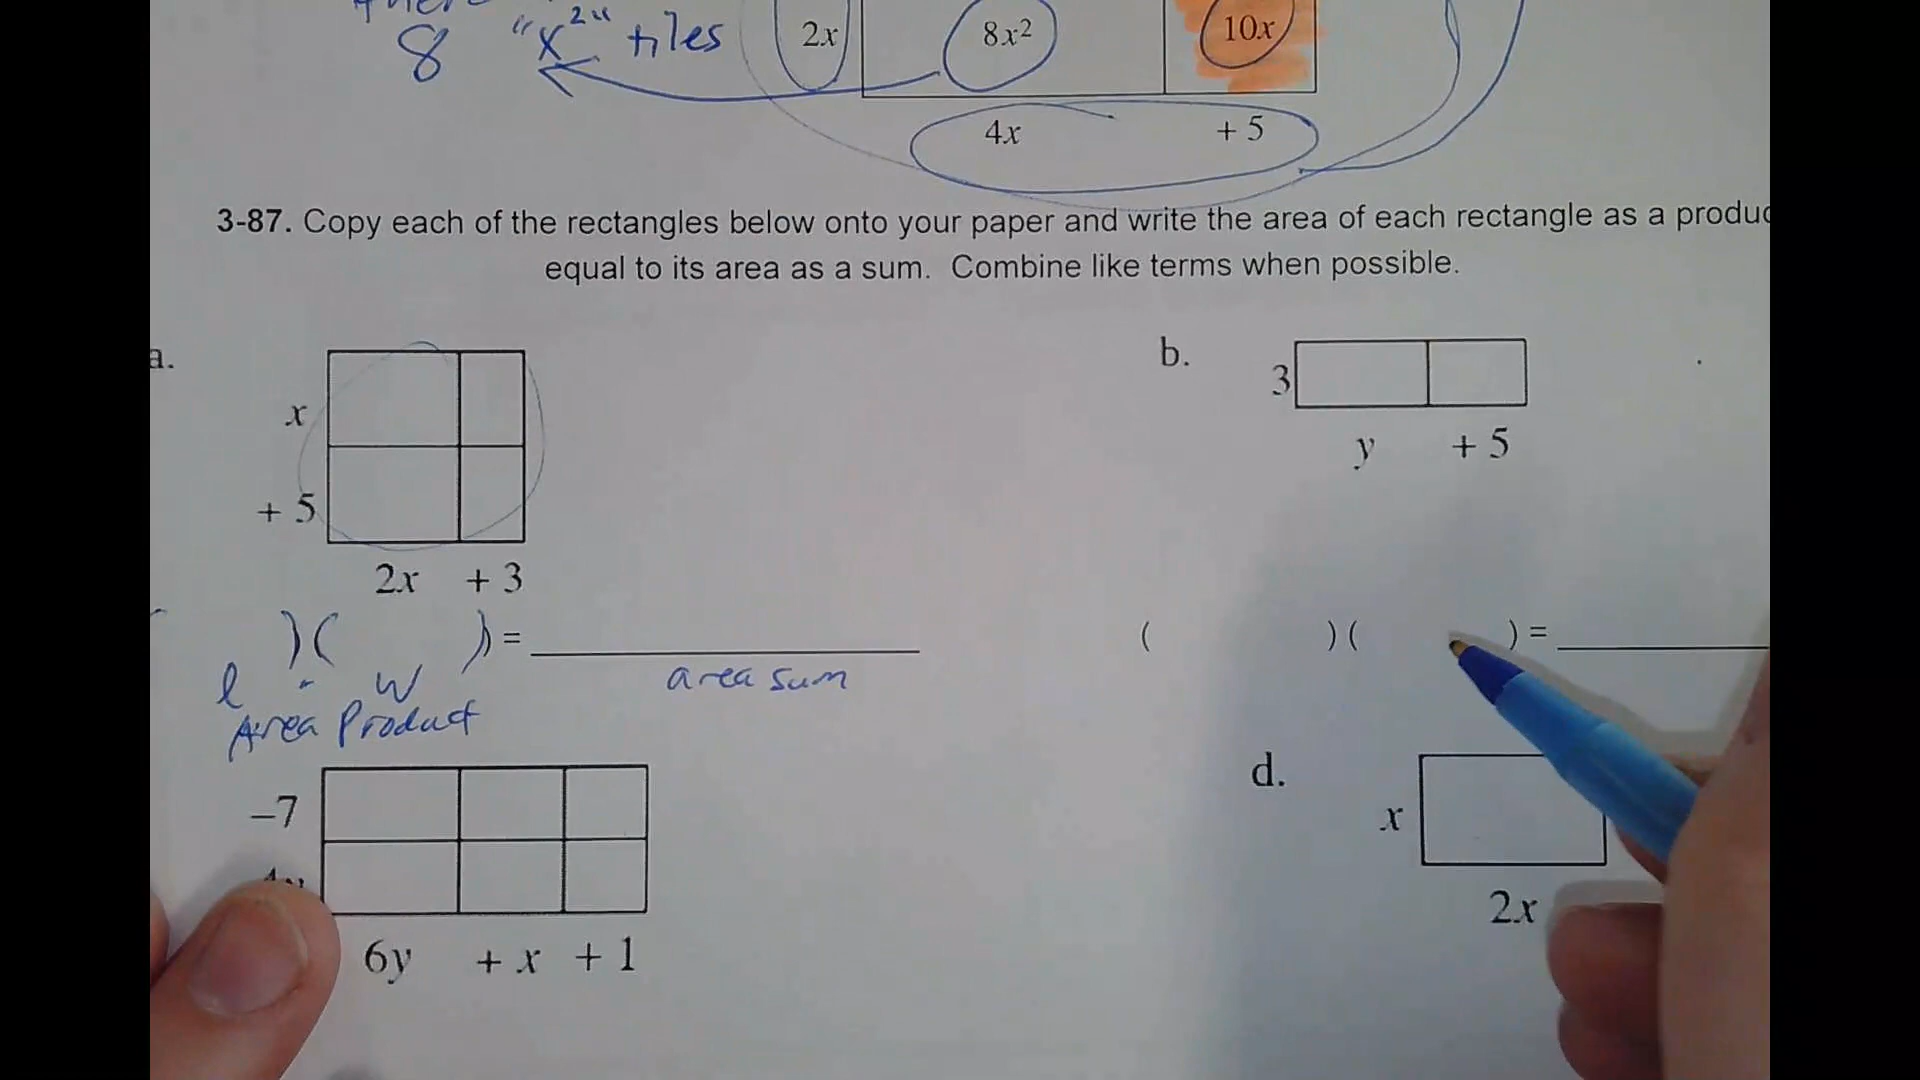 8 "x²" tiles
2x 8x² 10x
4x + 5
3-87. Copy each of the rectangles below onto your paper and write the area of each rectangle as a
equal to its area as a sum. Combine like terms when possible.
a.
x
+ 5
2x + 3
)( ) = ____________
l · w
Area Product
area sum
b.
3
y + 5
( )( ) = ____________
–7
6y + x + 1
d.
x
2x